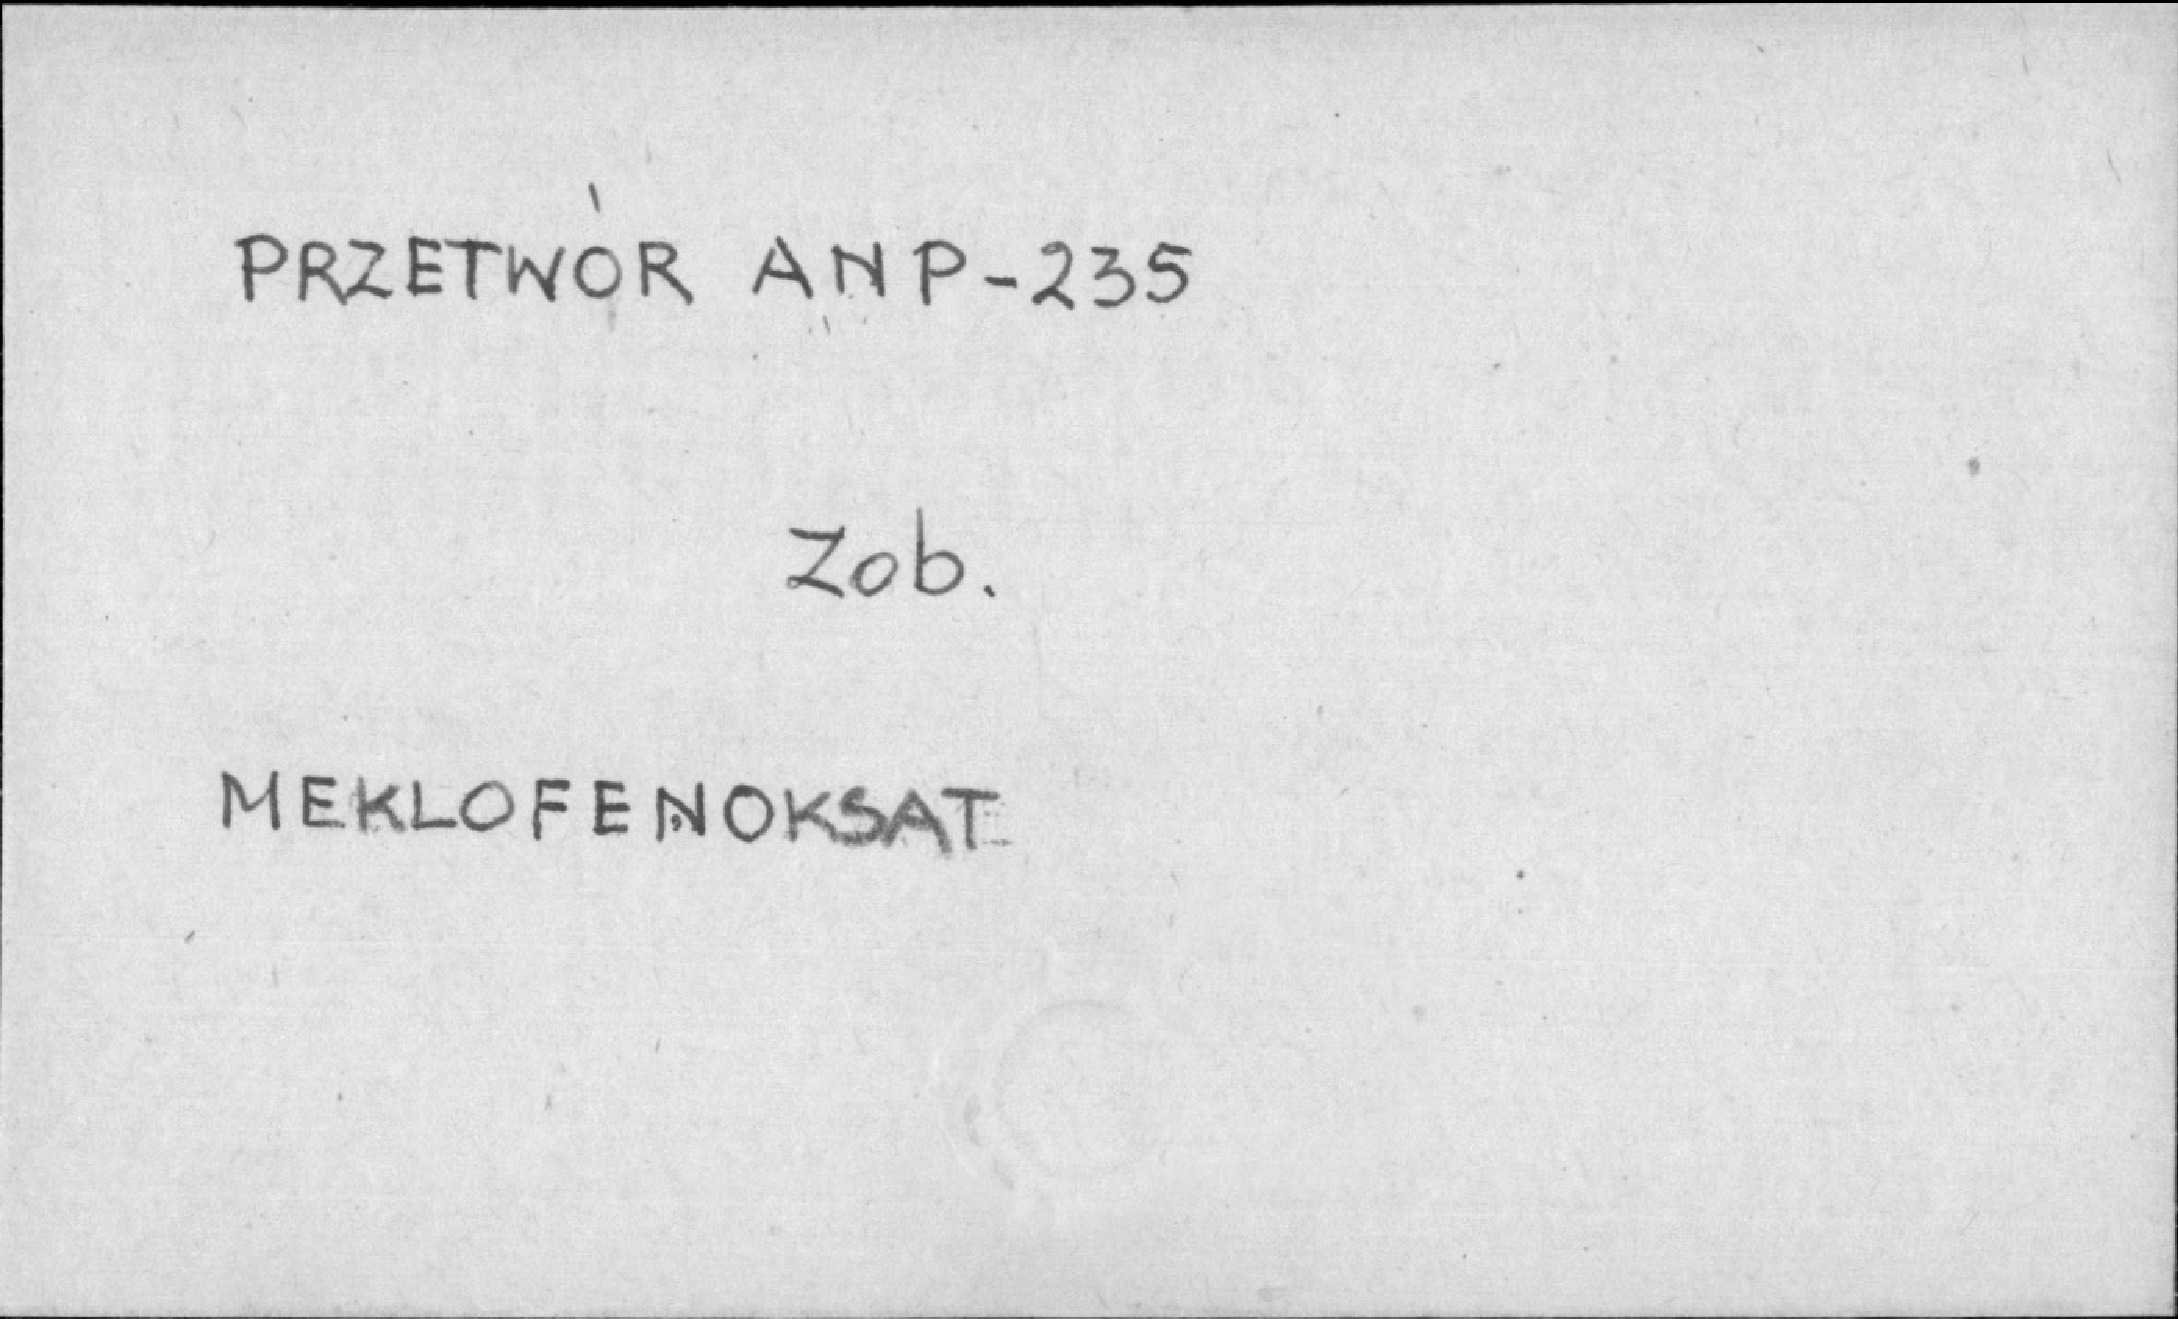 PRZETWÓR ANP-235
Zob.
MEKLOFENOKSAT